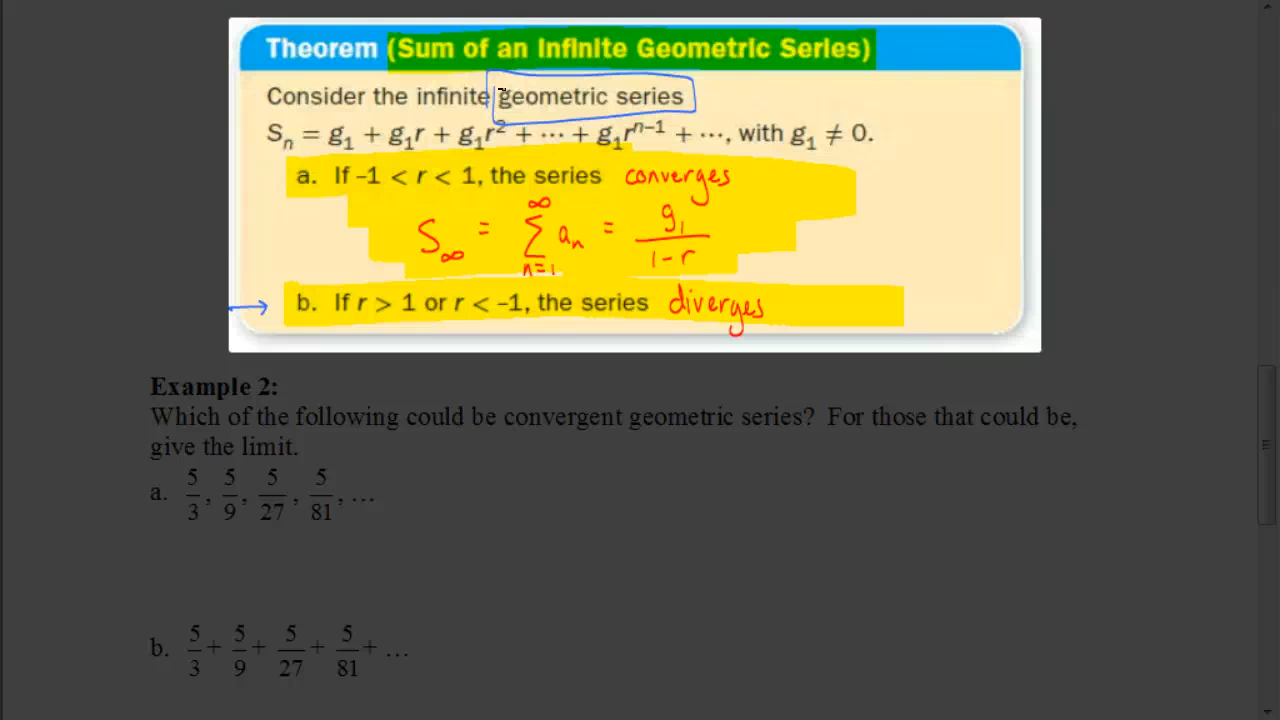 Theorem (Sum of an Infinite Geometric Series)
Consider the infinite geometric series
Sₙ = g₁ + g₁r + g₁r² + ⋯ + g₁rⁿ⁻¹ + ⋯, with g₁ ≠ 0.
a. If -1 < r < 1, the series converges
S∞ = ∞ Σ n=1 aₙ = g₁ / 1-r
b. If r > 1 or r < -1, the series diverges
Example 2:
Which of the following could be convergent geometric series? For those that could be,
give the limit.
a. 5/3, 5/9, 5/27, 5/81, …
b. 5/3 + 5/9 + 5/27 + 5/81 + …